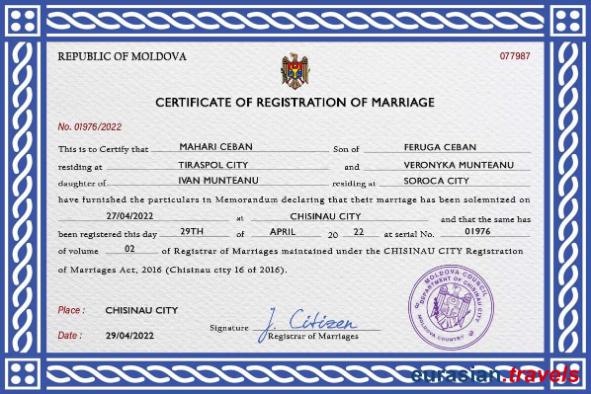 REPUBLIC OF MOLDOVA 077987
CERTIFICATE OF REGISTRATION OF MARRIAGE
No. 01976/2022
This is to Certify that MAHARI CEBAN Son of FERUGA CEBAN
residing at TIRASPOL CITY and VERONYKA MUNTEANU
daughter of IVAN MUNTEANU residing at SOROCA CITY
have furnished the particulars in Memorandum declaring that their marriage has been solemnized on
27/04/2022 at CHISINAU CITY and that the same has
been registered this day 29TH of APRIL 20 22 at serial No. 01976
of volume 02 of Registrar of Marriages maintained under the CHISINAU CITY Registration
of Marriages Act, 2016 (Chisinau city 16 of 2016).
Place : CHISINAU CITY
Date : 29/04/2022
Signature J. Citizen
Registrar of Marriages
MOLDOVA COUNCIL
DEPARTMENT OF CHISINAU CITY
MOLDOVA COUNTRY
eurasian.travels